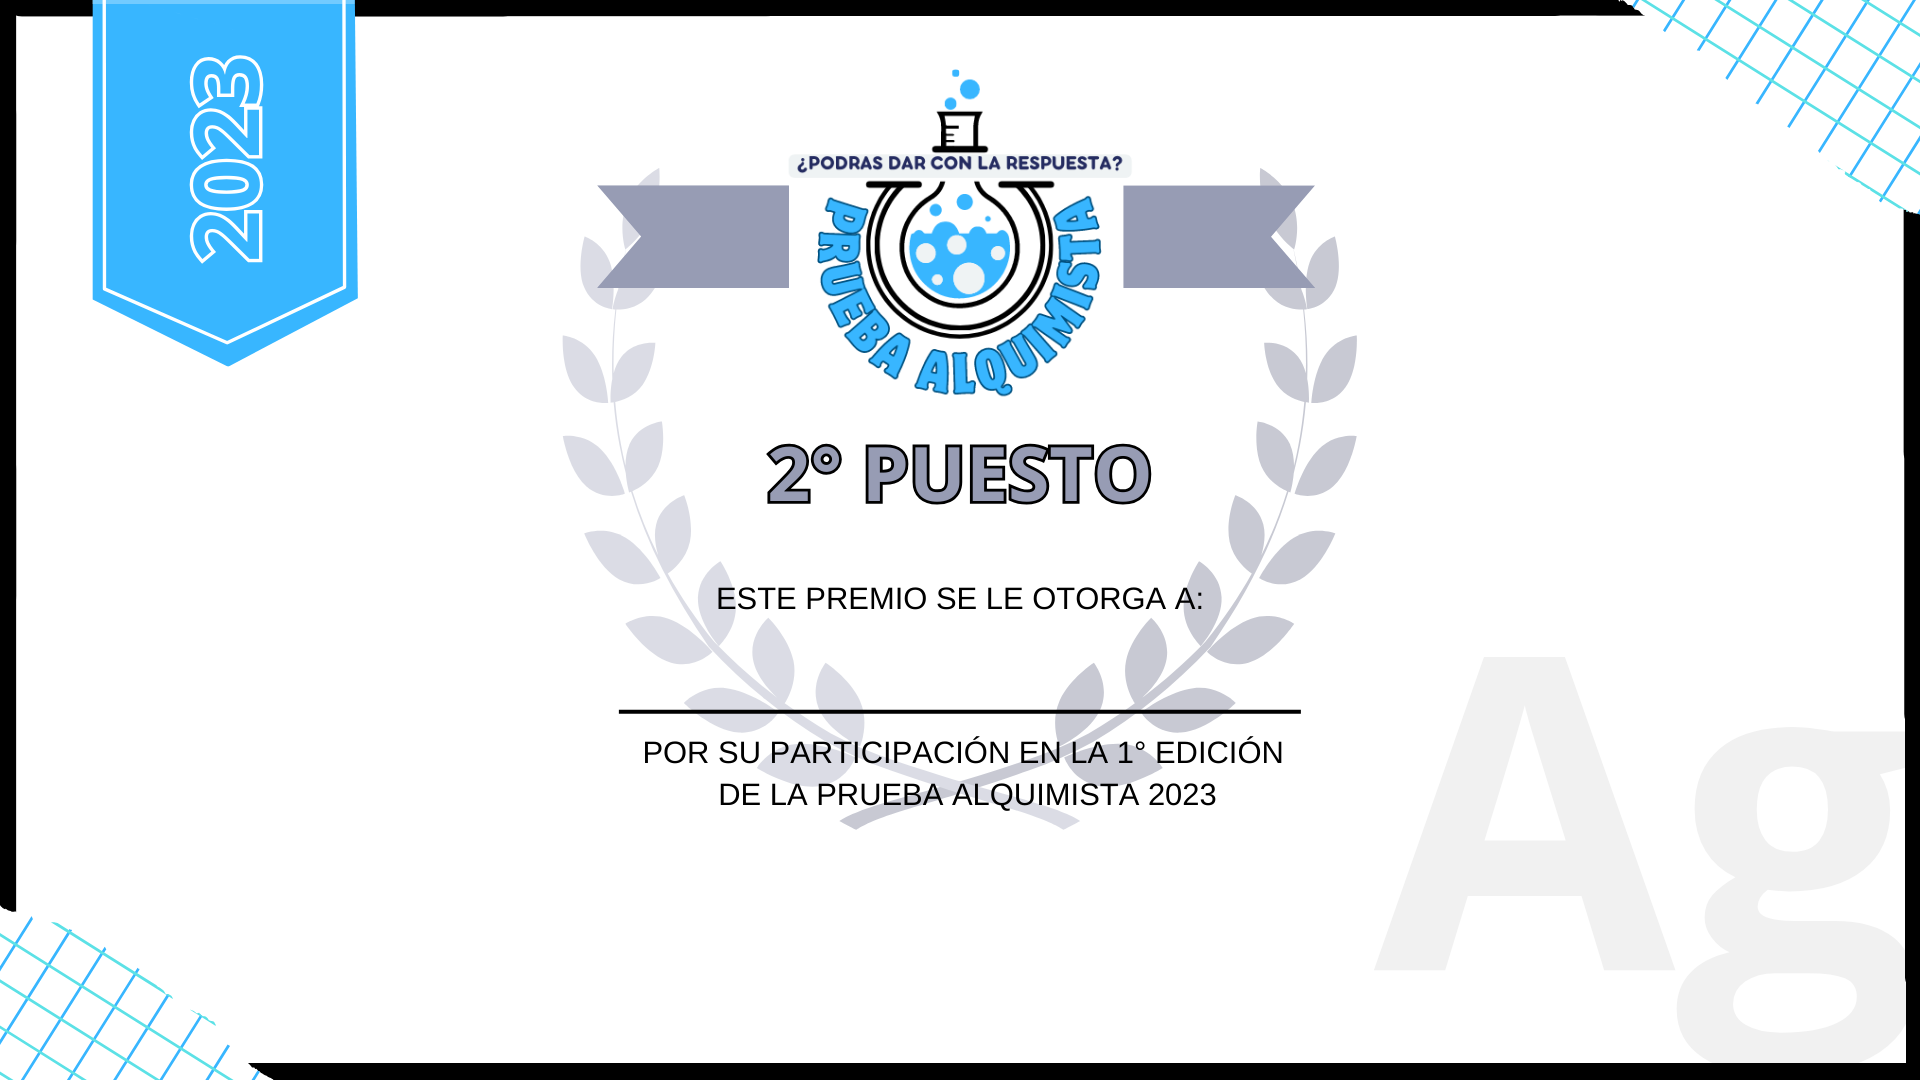 2023
¿PODRAS DAR CON LA RESPUESTA?
PRUEBA ALQUIMISTA
2° PUESTO
ESTE PREMIO SE LE OTORGA A:
POR SU PARTICIPACIÓN EN LA 1° EDICIÓN
DE LA PRUEBA ALQUIMISTA 2023
Ag